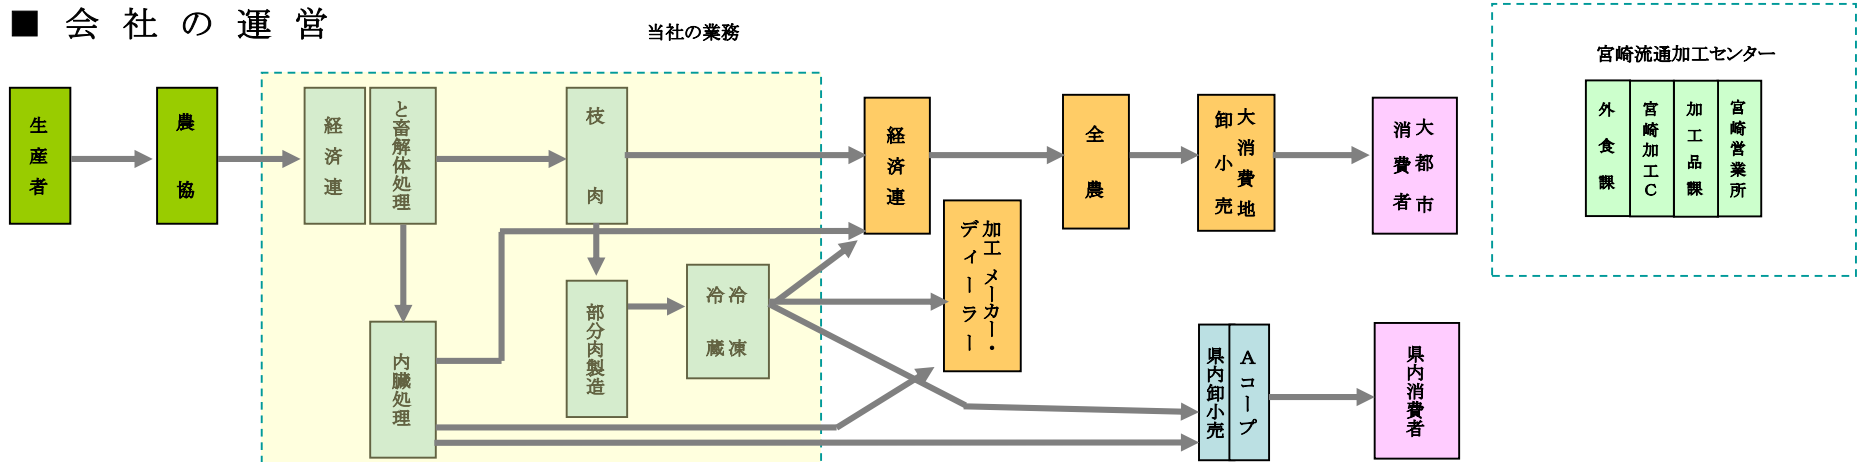 ■ 会社の運営
当社の業務
生産者
農協
経済連
と畜解体処理
枝肉
内臓処理
部分肉製造
冷凍
冷蔵
経済連
全農
大消費地
卸小売
大都市
消費者
加工メーカー・
ディーラー
県内卸小売
Aコープ
県内消費者
宮崎流通加工センター
外食課
宮崎加工C
加工品課
宮崎営業所